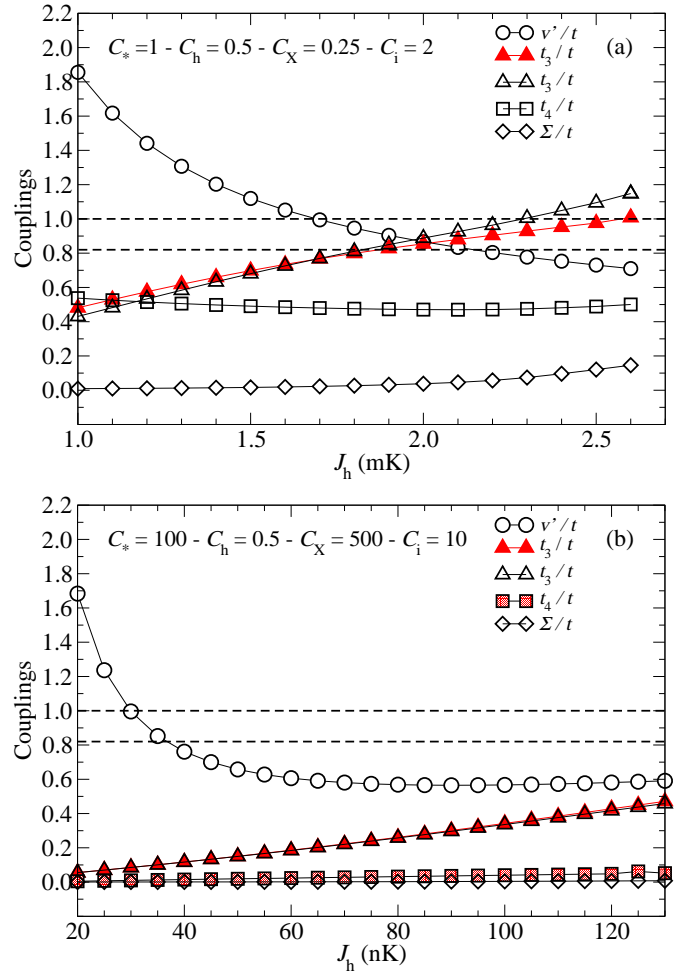 2.2
C* = 1 - Ch = 0.5 - CX = 0.25 - Ci = 2
v'/t
(a)
2.0
t3/t
1.8
t3/t
1.6
t4/t
1.4
Σ/t
1.2
1.0
0.8
0.6
0.4
0.2
0.0
Couplings
1.0 1.5 2.0 2.5
Jh (mK)
2.2
C* = 100 - Ch = 0.5 - CX = 500 - Ci = 10
v'/t
(b)
2.0
t3/t
1.8
t3/t
1.6
t4/t
1.4
Σ/t
1.2
1.0
0.8
0.6
0.4
0.2
0.0
Couplings
20 40 60 80 100 120
Jh (nK)